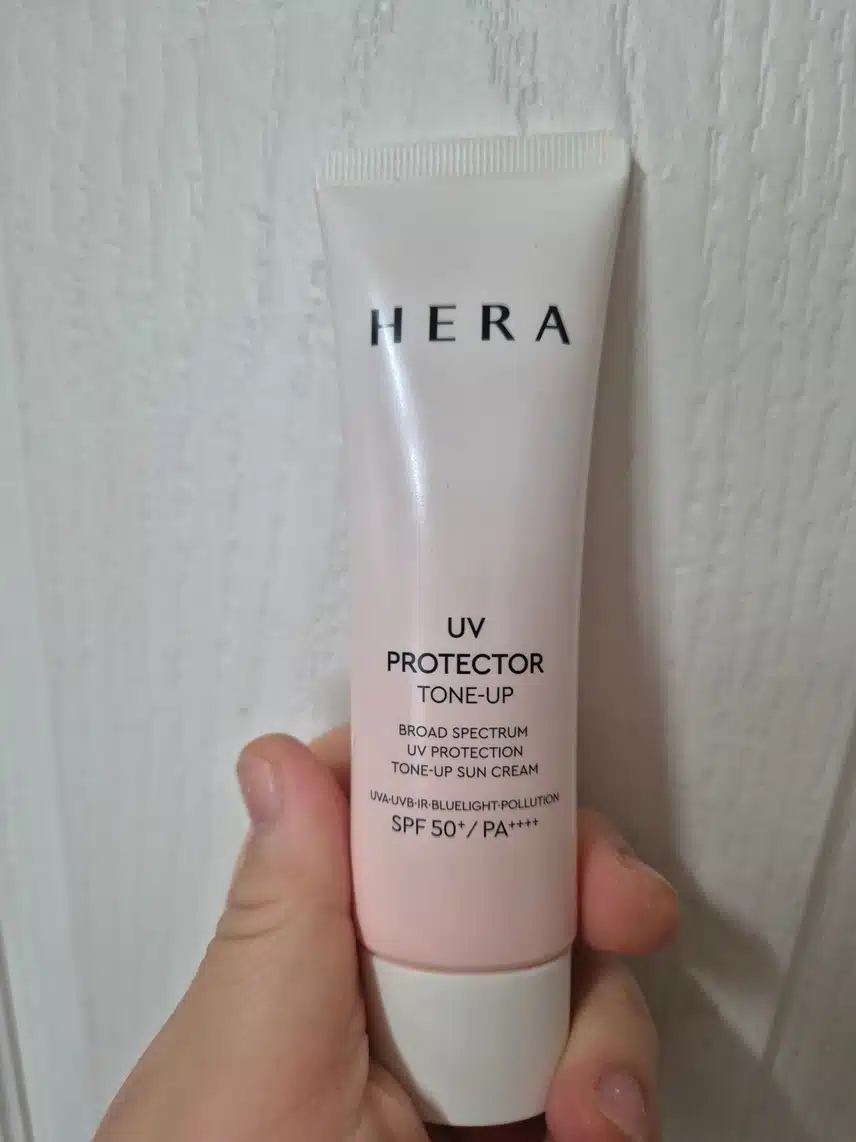 HERA
UV
PROTECTOR
TONE-UP
BROAD SPECTRUM
UV PROTECTION
TONE-UP SUN CREAM
UVA·UVB·IR·BLUELIGHT·POLLUTION
SPF 50⁺/ PA⁺⁺⁺⁺